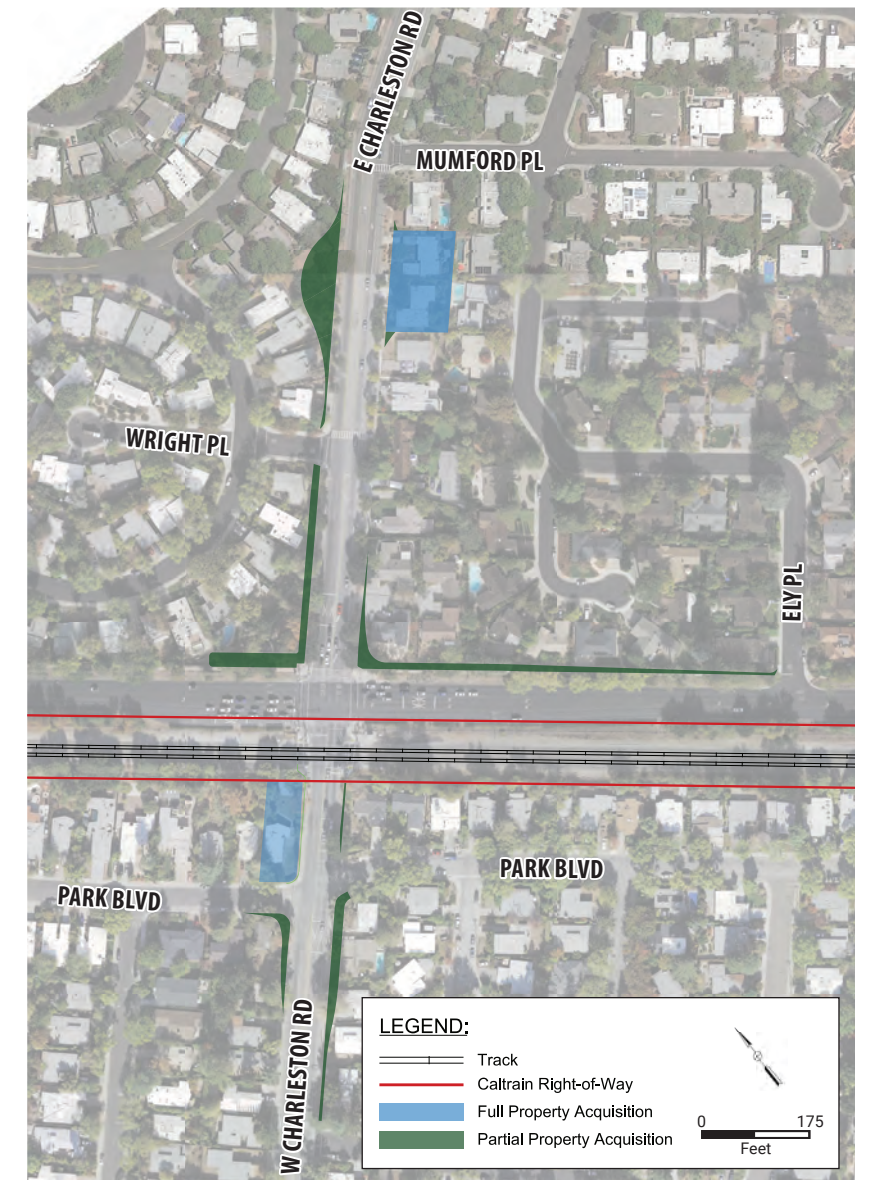 E CHARLESTON RD
MUMFORD PL
WRIGHT PL
ELY PL
PARK BLVD
PARK BLVD
W CHARLESTON RD
LEGEND:
Track
Caltrain Right-of-Way
Full Property Acquisition
Partial Property Acquisition
0 175
Feet